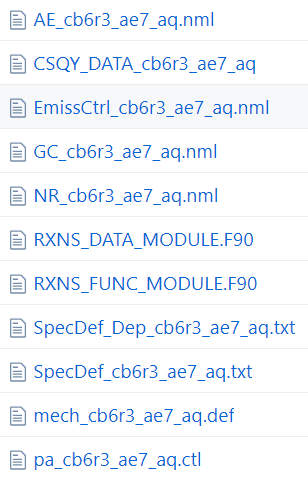 AE_cb6r3_ae7_aq.nml
CSQY_DATA_cb6r3_ae7_aq
EmissCtrl_cb6r3_ae7_aq.nml
GC_cb6r3_ae7_aq.nml
NR_cb6r3_ae7_aq.nml
RXNS_DATA_MODULE.F90
RXNS_FUNC_MODULE.F90
SpecDef_Dep_cb6r3_ae7_aq.txt
SpecDef_cb6r3_ae7_aq.txt
mech_cb6r3_ae7_aq.def
pa_cb6r3_ae7_aq.ctl